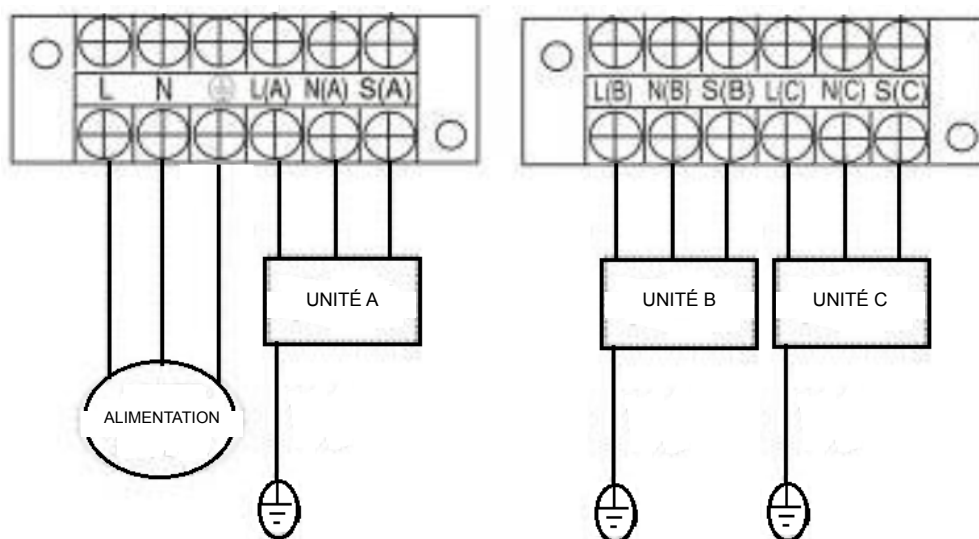 L N L(A) N(A) S(A)
L(B) N(B) S(B) L(C) N(C) S(C)
UNITÉ A
UNITÉ B
UNITÉ C
ALIMENTATION